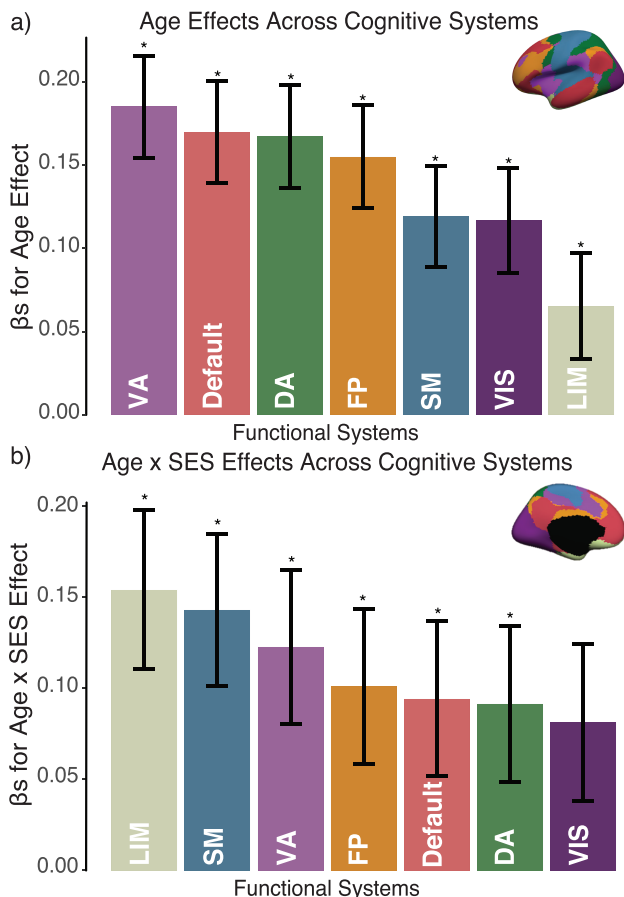 a)
Age Effects Across Cognitive Systems
βs for Age Effect
0.20
0.15
0.10
0.05
0.00
* * * * * * *
VA Default DA FP SM VIS LIM
Functional Systems
b)
Age x SES Effects Across Cognitive Systems
βs for Age x SES Effect
0.20
0.15
0.10
0.05
0.00
* * * * * *
LIM SM VA FP Default DA VIS
Functional Systems